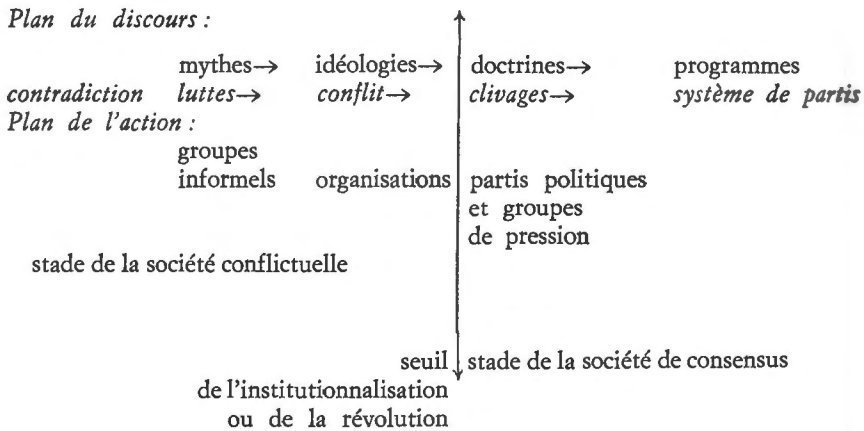 Plan du discours :
mythes→ idéologies→ doctrines→ programmes
contradiction luttes→ conflit→ clivages→ système de partis
Plan de l'action :
groupes
informels organisations partis politiques
et groupes
de pression
stade de la société conflictuelle
seuil stade de la société de consensus
de l'institutionnalisation
ou de la révolution